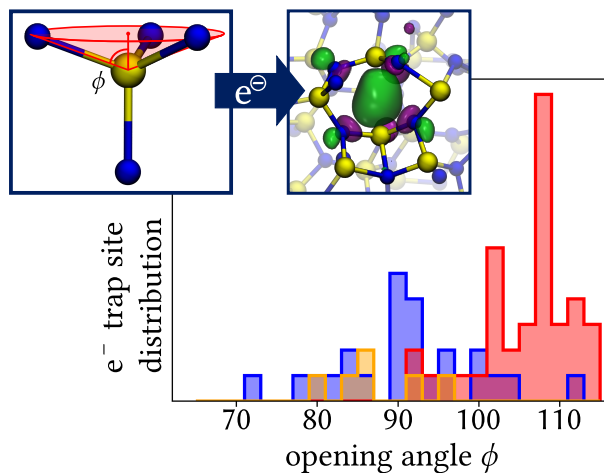 ϕ
e⊖
e⁻ trap site
distribution
70 80 90 100 110
opening angle ϕ